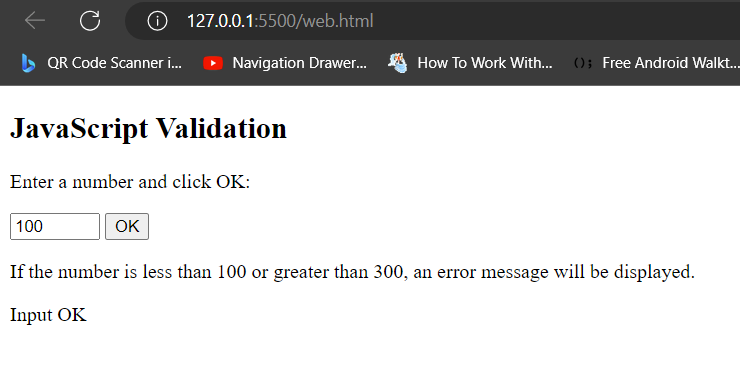 127.0.0.1:5500/web.html
QR Code Scanner i... Navigation Drawer... How To Work With... Free Android Walkt...
JavaScript Validation
Enter a number and click OK:
100 OK
If the number is less than 100 or greater than 300, an error message will be displayed.
Input OK